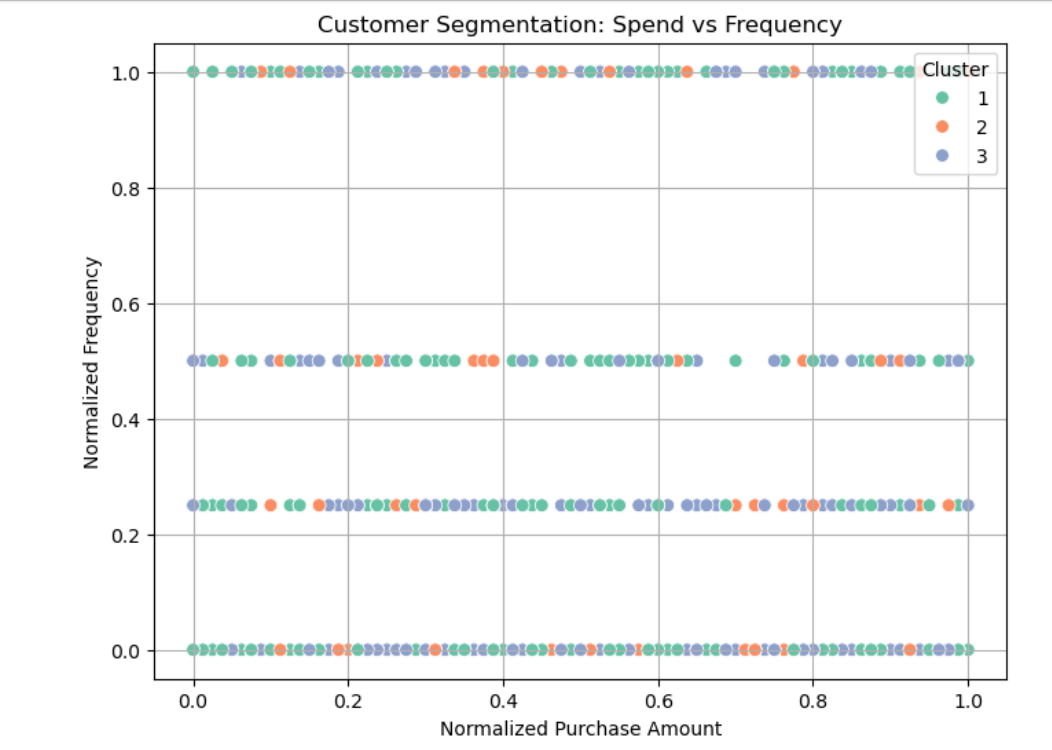 Customer Segmentation: Spend vs Frequency
Cluster
1
2
3
1.0
0.8
0.6
0.4
0.2
0.0
Normalized Frequency
0.0 0.2 0.4 0.6 0.8 1.0
Normalized Purchase Amount